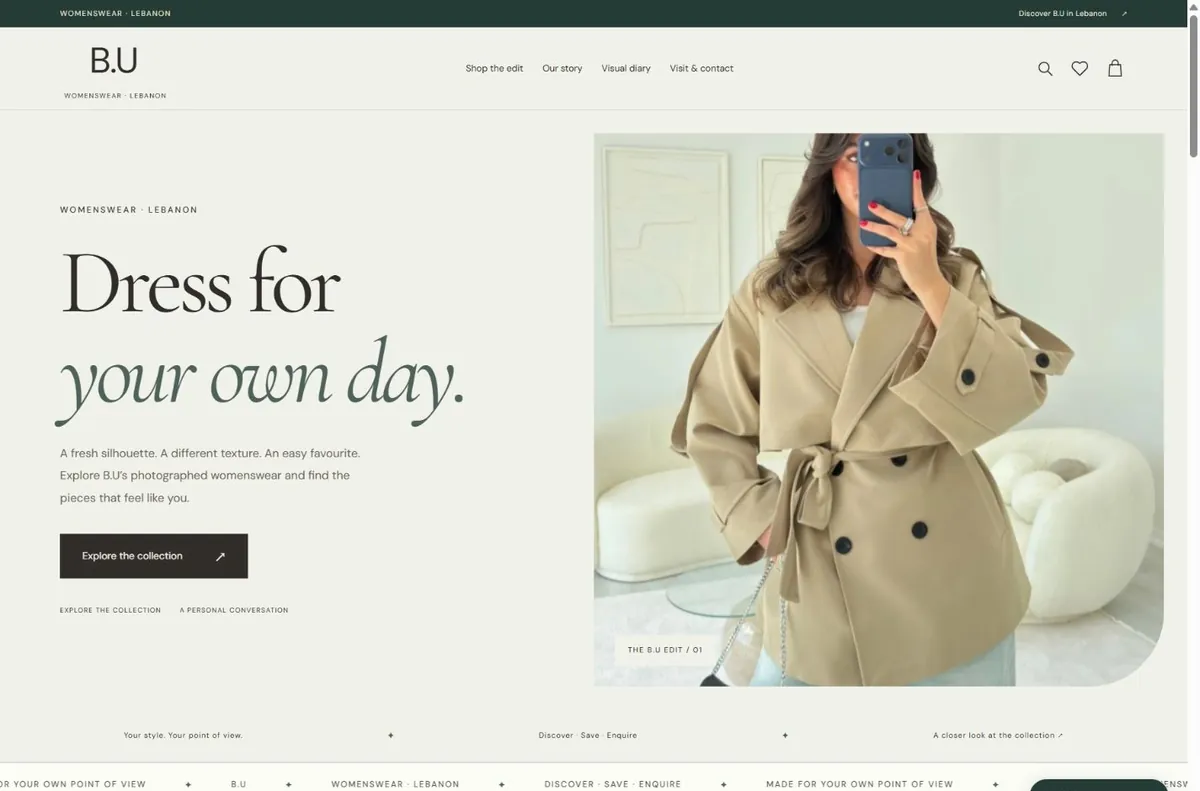 WOMENSWEAR · LEBANON
Discover B.U in Lebanon ↗
B.U
WOMENSWEAR · LEBANON
Shop the edit
Our story
Visual diary
Visit & contact
WOMENSWEAR · LEBANON
Dress for
your own day.
A fresh silhouette. A different texture. An easy favourite.
Explore B.U's photographed womenswear and find the
pieces that feel like you.
Explore the collection ↗
EXPLORE THE COLLECTION
A PERSONAL CONVERSATION
THE B.U EDIT / 01
Your style. Your point of view. ✦ Discover · Save · Enquire ✦ A closer look at the collection ↗
YOUR OWN POINT OF VIEW ✦ B.U ✦ WOMENSWEAR · LEBANON ✦ DISCOVER · SAVE · ENQUIRE ✦ MADE FOR YOUR OWN POINT OF VIEW ✦